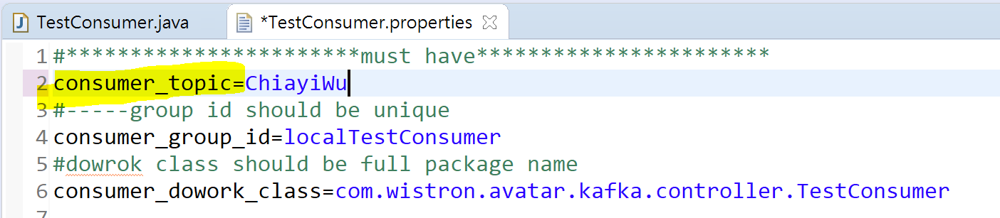 TestConsumer.java
*TestConsumer.properties
1 #***********************must have***********************
2 consumer_topic=ChiayiWu
3 #-----group id should be unique
4 consumer_group_id=localTestConsumer
5 #dowrok class should be full package name
6 consumer_dowork_class=com.wistron.avatar.kafka.controller.TestConsumer
7